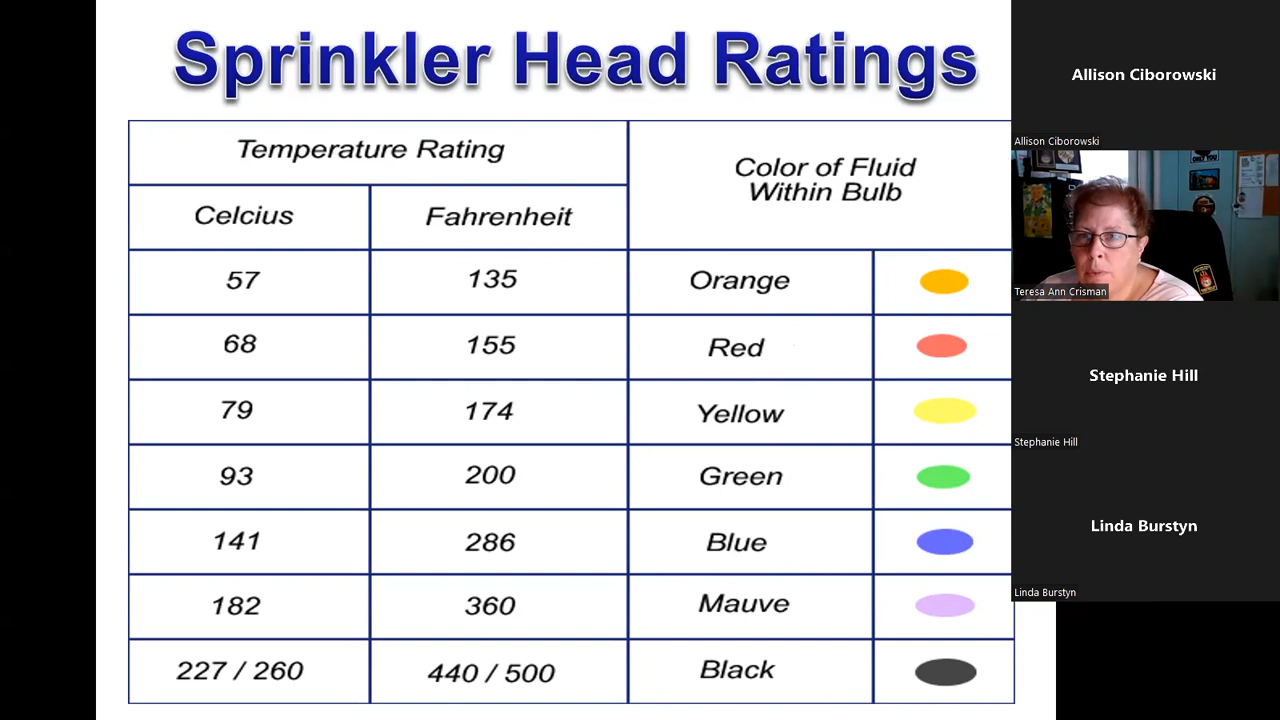 Sprinkler Head Ratings
Temperature Rating
Color of Fluid
Within Bulb
Celcius Fahrenheit
57 135 Orange
68 155 Red
79 174 Yellow
93 200 Green
141 286 Blue
182 360 Mauve
227 / 260 440 / 500 Black
Allison Ciborowski
Allison Ciborowski
ONLY YOU
Teresa Ann Crisman
Stephanie Hill
Stephanie Hill
Linda Burstyn
Linda Burstyn